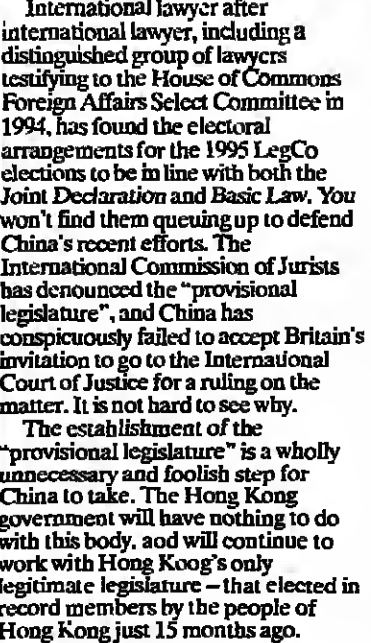 International lawyer after
international lawyer, including a
distinguished group of lawyers
testifying to the House of Commons
Foreign Affairs Select Committee in
1994, has found the electoral
arrangements for the 1995 LegCo
elections to be in line with both the
Joint Declaration and Basic Law. You
won't find them queuing up to defend
China's recent efforts. The
International Commission of Jurists
has denounced the "provisional
legislature", and China has
conspicuously failed to accept Britain's
invitation to go to the International
Court of Justice for a ruling on the
matter. It is not hard to see why.
The establishment of the
"provisional legislature" is a wholly
unnecessary and foolish step for
China to take. The Hong Kong
government will have nothing to do
with this body, aod will continue to
work with Hong Koog's only
legitimate legislature – that elected in
record members by the people of
Hong Kong just 15 months ago.